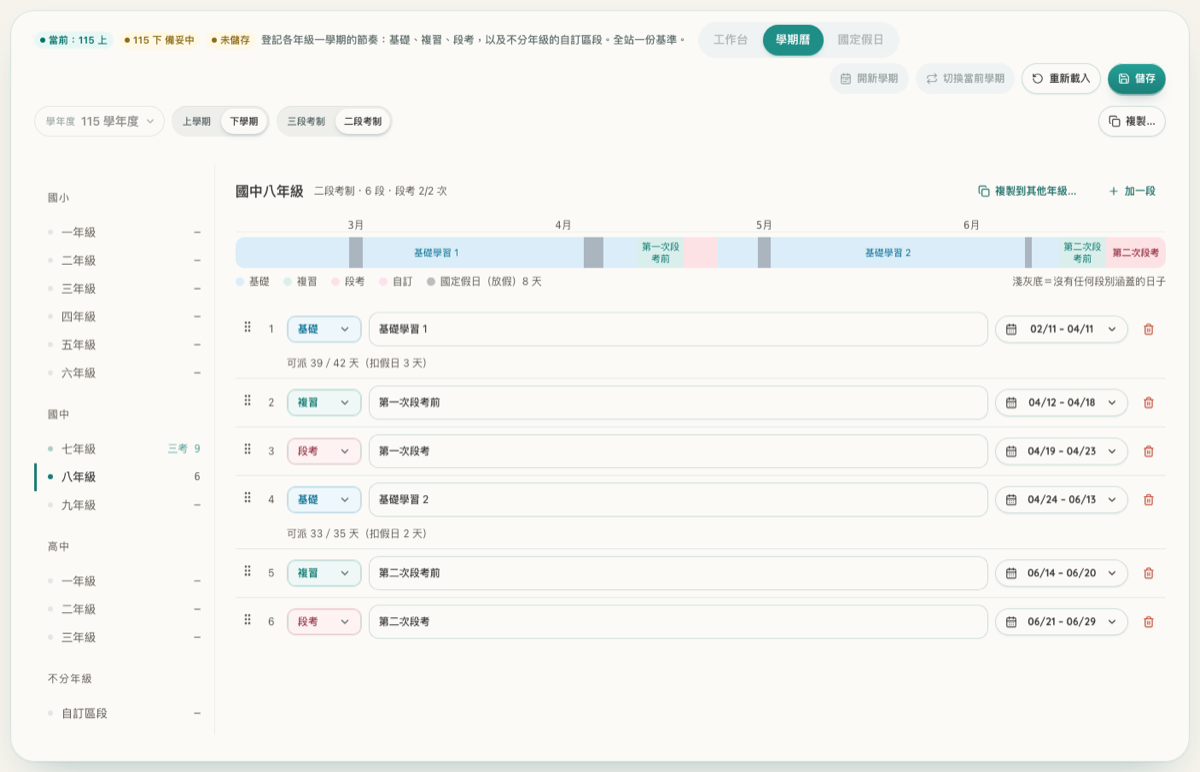 當前：115 上 115 下 備妥中 未儲存 登記各年級一學期的節奏：基礎、複習、段考，以及不分年級的自訂區段。全站一份基準。 工作台 學期曆 國定假日
開新學期 切換當前學期 重新載入 儲存
學年度 115 學年度 上學期 下學期 三段考制 二段考制 複製...
國小
一年級 –
二年級 –
三年級 –
四年級 –
五年級 –
六年級 –
國中
七年級 三考 9
八年級 6
九年級 –
高中
一年級 –
二年級 –
三年級 –
不分年級
自訂區段 –
國中八年級 二段考制 · 6 段 · 段考 2/2 次 複製到其他年級... + 加一段
3月 4月 5月 6月
基礎學習 1 第一次段考前 基礎學習 2 第二次段考前 第二次段考
基礎 複習 段考 自訂 國定假日（放假）8 天 淺灰底＝沒有任何段別涵蓋的日子
1 基礎 基礎學習 1 02/11 – 04/11
可派 39 / 42 天（扣假日 3 天）
2 複習 第一次段考前 04/12 – 04/18
3 段考 第一次段考 04/19 – 04/23
4 基礎 基礎學習 2 04/24 – 06/13
可派 33 / 35 天（扣假日 2 天）
5 複習 第二次段考前 06/14 – 06/20
6 段考 第二次段考 06/21 – 06/29